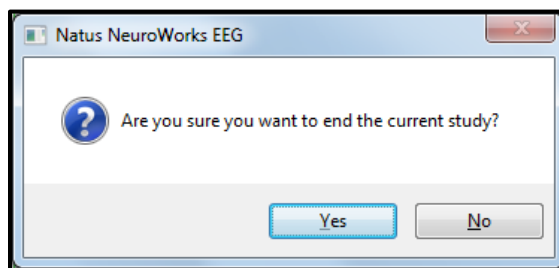 Natus NeuroWorks EEG
Are you sure you want to end the current study?
Yes No